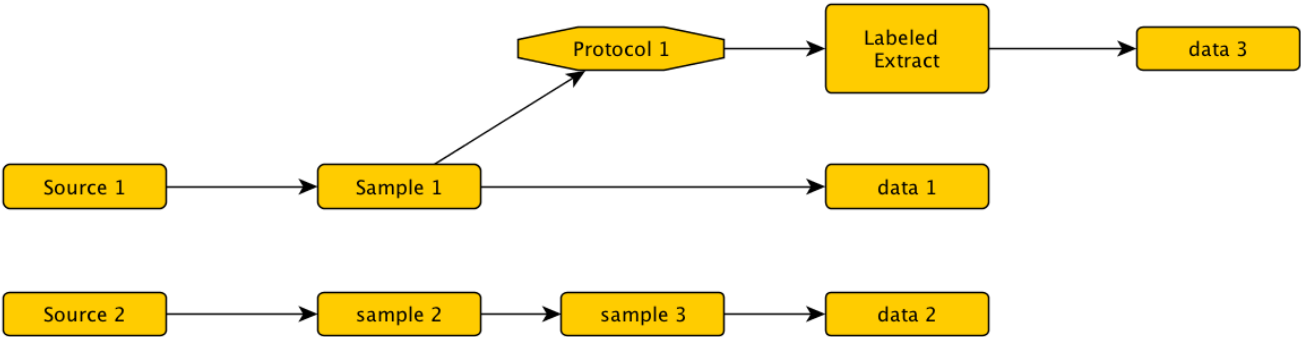 Protocol 1
Labeled
Extract
data 3
Source 1
Sample 1
data 1
Source 2
sample 2
sample 3
data 2